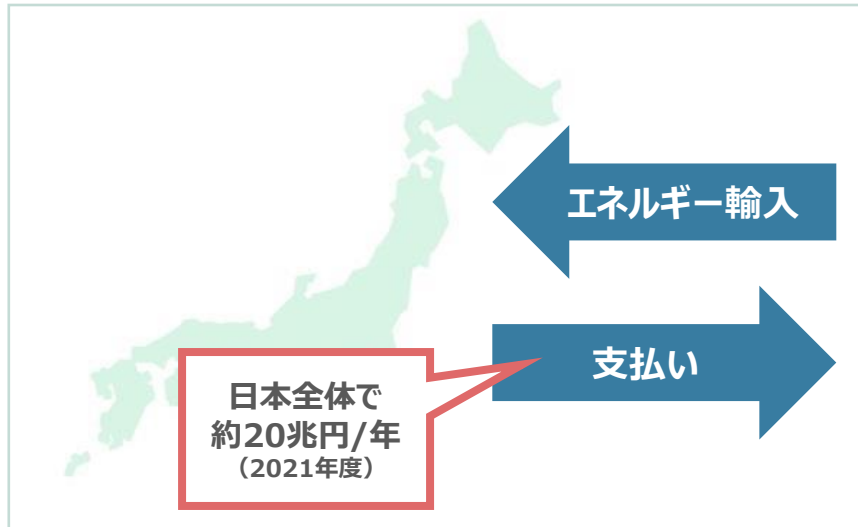 エネルギー輸入
支払い
日本全体で
約20兆円/年
（2021年度）